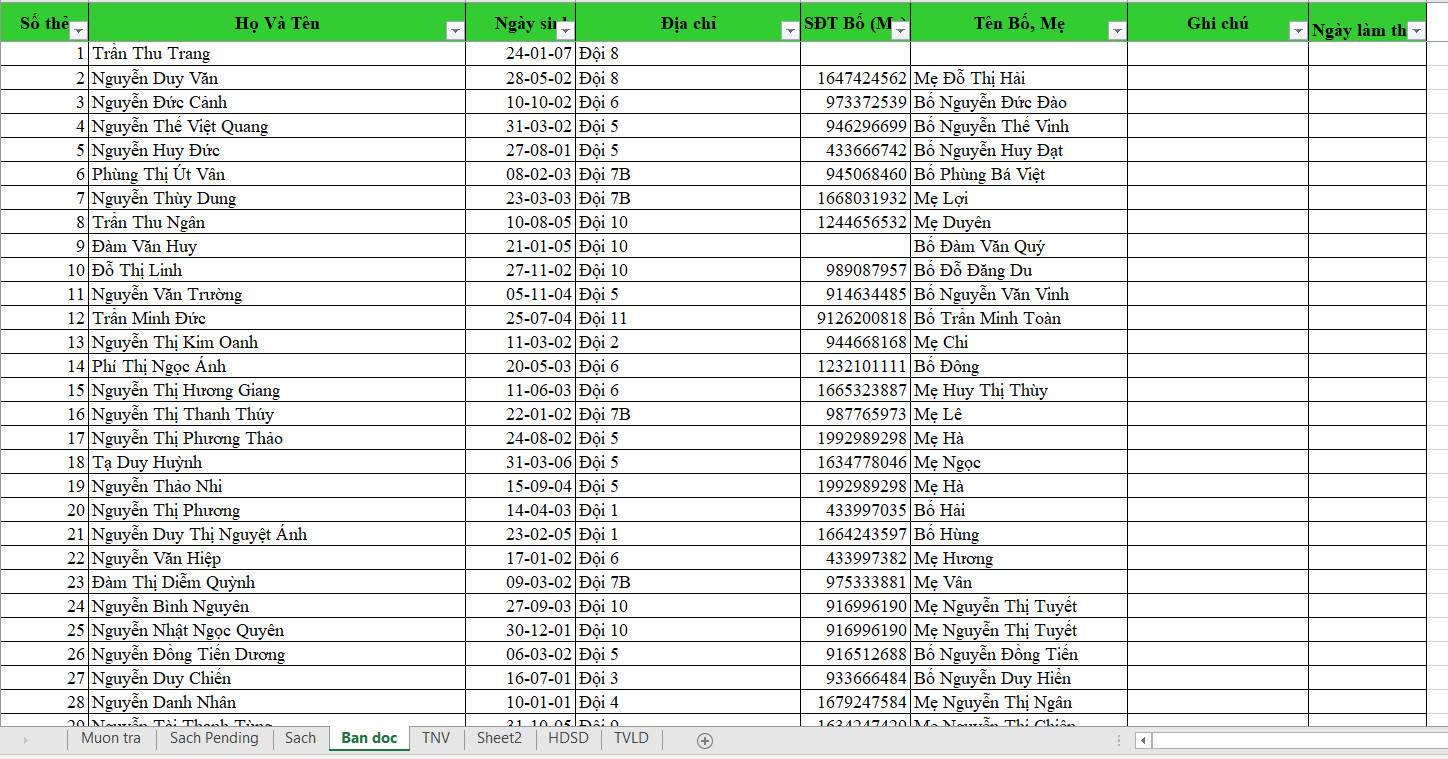 Số thẻ Họ Và Tên Ngày sinh Địa chỉ SĐT Bố (Mẹ) Tên Bố, Mẹ Ghi chú Ngày làm th
1 Trần Thu Trang 24-01-07 Đội 8
2 Nguyễn Duy Văn 28-05-02 Đội 8 1647424562 Mẹ Đỗ Thị Hải
3 Nguyễn Đức Cảnh 10-10-02 Đội 6 973372539 Bố Nguyễn Đức Đào
4 Nguyễn Thế Việt Quang 31-03-02 Đội 5 946296699 Bố Nguyễn Thế Vinh
5 Nguyễn Huy Đức 27-08-01 Đội 5 433666742 Bố Nguyễn Huy Đạt
6 Phùng Thị Út Vân 08-02-03 Đội 7B 945068460 Bố Phùng Bá Việt
7 Nguyễn Thùy Dung 23-03-03 Đội 7B 1668031932 Mẹ Lợi
8 Trần Thu Ngân 10-08-05 Đội 10 1244656532 Mẹ Duyên
9 Đàm Văn Huy 21-01-05 Đội 10 Bố Đàm Văn Quý
10 Đỗ Thị Linh 27-11-02 Đội 10 989087957 Bố Đỗ Đăng Du
11 Nguyễn Văn Trường 05-11-04 Đội 5 914634485 Bố Nguyễn Văn Vinh
12 Trần Minh Đức 25-07-04 Đội 11 9126200818 Bố Trần Minh Toàn
13 Nguyễn Thị Kim Oanh 11-03-02 Đội 2 944668168 Mẹ Chi
14 Phí Thị Ngọc Ánh 20-05-03 Đội 6 1232101111 Bố Đông
15 Nguyễn Thị Hương Giang 11-06-03 Đội 6 1665323887 Mẹ Huy Thị Thùy
16 Nguyễn Thị Thanh Thúy 22-01-02 Đội 7B 987765973 Mẹ Lê
17 Nguyễn Thị Phương Thảo 24-08-02 Đội 5 1992989298 Mẹ Hà
18 Tạ Duy Huỳnh 31-03-06 Đội 5 1634778046 Mẹ Ngọc
19 Nguyễn Thảo Nhi 15-09-04 Đội 5 1992989298 Mẹ Hà
20 Nguyễn Thị Phương 14-04-03 Đội 1 433997035 Bố Hải
21 Nguyễn Duy Thị Nguyệt Ánh 23-02-05 Đội 1 1664243597 Bố Hùng
22 Nguyễn Văn Hiệp 17-01-02 Đội 6 433997382 Mẹ Hương
23 Đàm Thị Diễm Quỳnh 09-03-02 Đội 7B 975333881 Mẹ Vân
24 Nguyễn Bình Nguyên 27-09-03 Đội 10 916996190 Mẹ Nguyễn Thị Tuyết
25 Nguyễn Nhật Ngọc Quyên 30-12-01 Đội 10 916996190 Mẹ Nguyễn Thị Tuyết
26 Nguyễn Đồng Tiến Dương 06-03-02 Đội 5 916512688 Bố Nguyễn Đồng Tiến
27 Nguyễn Duy Chiến 16-07-01 Đội 3 933666484 Bố Nguyễn Duy Hiển
28 Nguyễn Danh Nhân 10-01-01 Đội 4 1679247584 Mẹ Nguyễn Thị Ngân
29 Nguyễn Tài Thanh Tùng 31-10-05 Đội 9 1634247429 Mẹ Nguyễn Thị Chiên
Muon tra Sach Pending Sach Ban doc TNV Sheet2 HDSD TVLD